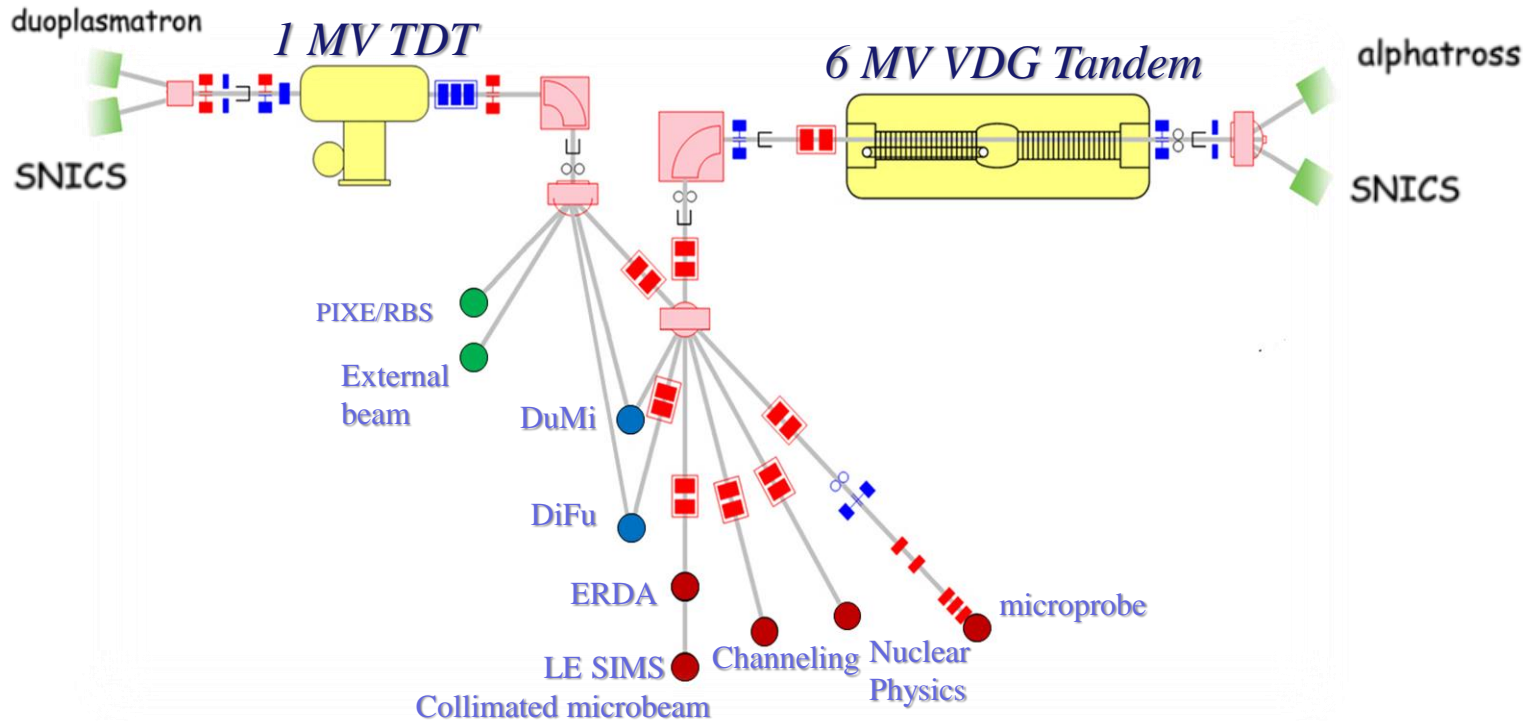 duoplasmatron
1 MV TDT
6 MV VDG Tandem
alphatross
SNICS
SNICS
PIXE/RBS
External
beam
DuMi
DiFu
ERDA
microprobe
LE SIMS
Channeling
Nuclear
Physics
Collimated microbeam